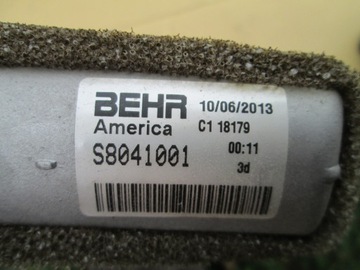 BEHR 10/06/2013
America C1 18179
S8041001 00:11
3d